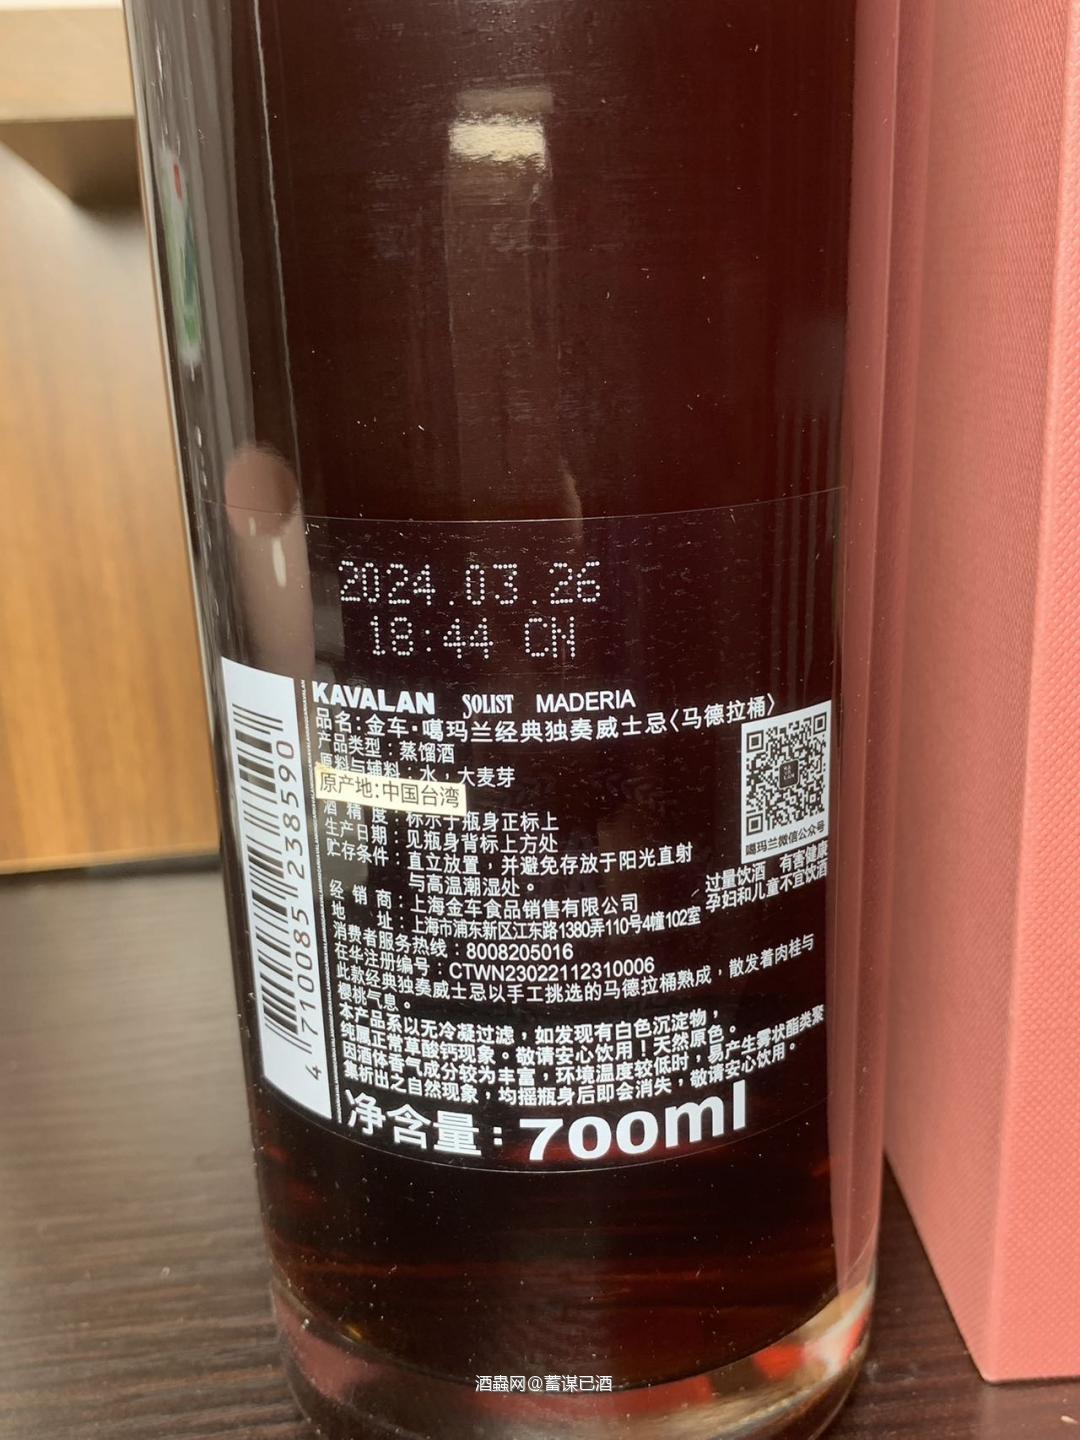 2024.03.26
18:44 CN
KAVALAN SOLIST MADERIA
品名:金车·噶玛兰经典独奏威士忌〈马德拉桶〉
产品类型:蒸馏酒
原料与辅料:水,大麦芽
原产地:中国台湾
酒 精 度:标示于瓶身正标上
生产日期:见瓶身背标上方处
贮存条件:直立放置,并避免存放于阳光直射
与高温潮湿处。
噶玛兰微信公众号
过量饮酒 有害健康
孕妇和儿童不宜饮酒
经 销 商:上海金车食品销售有限公司
地 址:上海市浦东新区江东路1380弄110号4幢102室
消费者服务热线:8008205016
在华注册编号:CTWN23022112310006
此款经典独奏威士忌以手工挑选的马德拉桶熟成,散发着肉桂与
樱桃气息。
本产品系以无冷凝过滤,如发现有白色沉淀物,
纯属正常草酸钙现象。敬请安心饮用!天然原色。
因酒体香气成分较为丰富,环境温度较低时,易产生雾状酯类聚
集析出之自然现象,均摇瓶身后即会消失,敬请安心饮用。
净含量:700ml
4 710085 238590
酒蟲网@蓄谋已酒